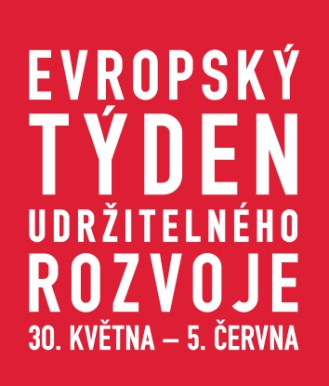 EVROPSKÝ
TÝDEN
UDRŽITELNÉHO
ROZVOJE
30. KVĚTNA – 5. ČERVNA